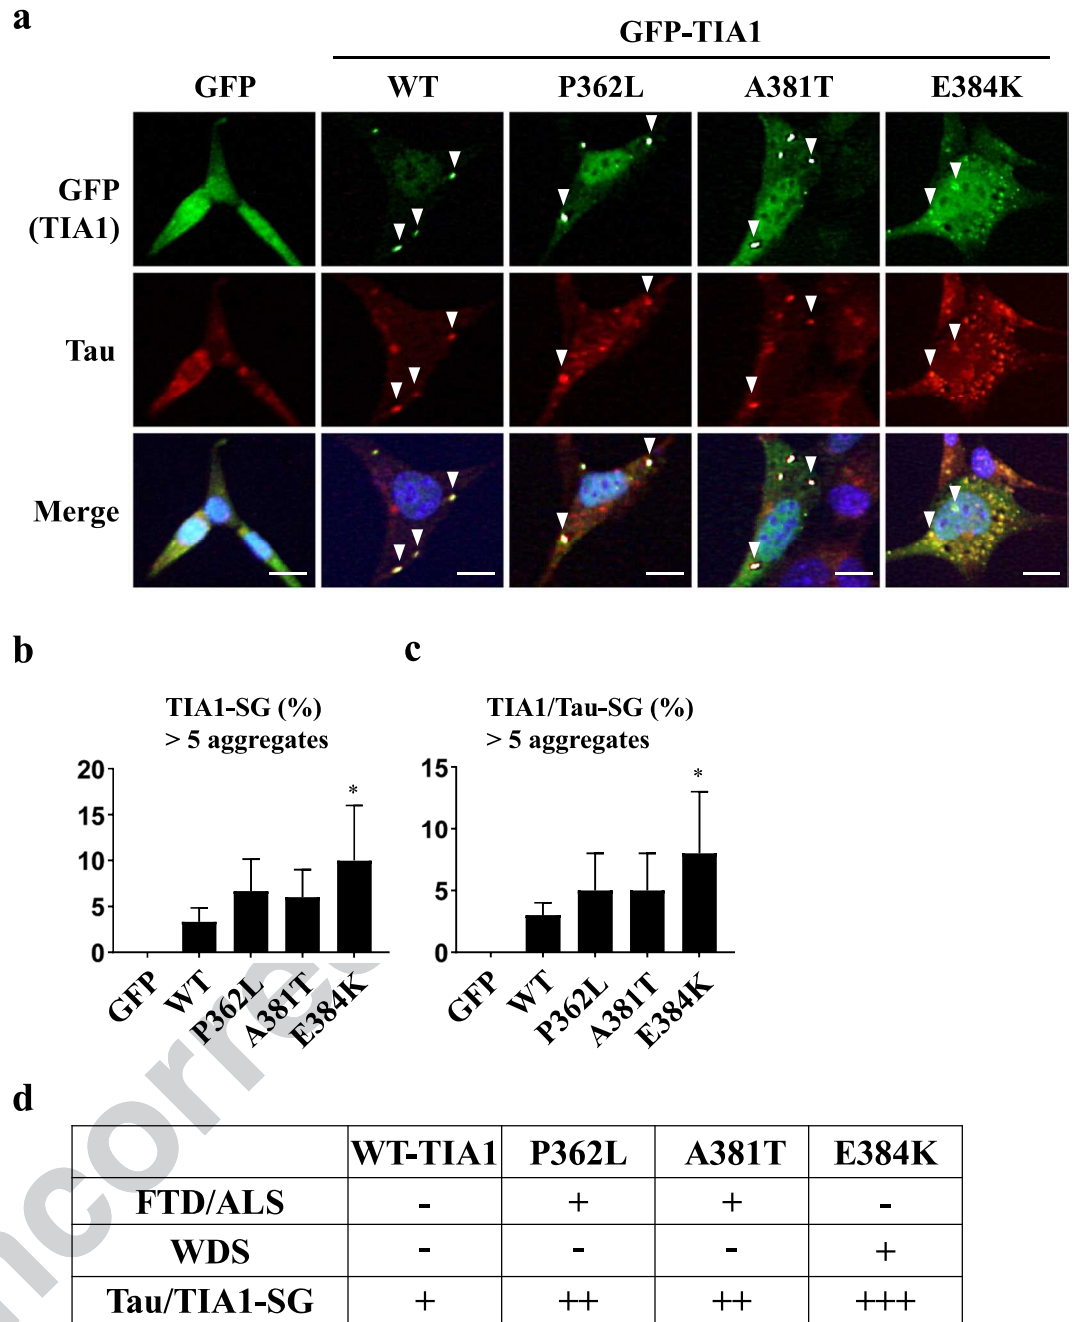 a
GFP-TIA1
GFP WT P362L A381T E384K
GFP
(TIA1)
Tau
Merge
b
TIA1-SG (%)
> 5 aggregates
20
15
10
5
0
*
GFP WT P362L A381T E384K
c
TIA1/Tau-SG (%)
> 5 aggregates
15
10
5
0
*
GFP WT P362L A381T E384K
d
WT-TIA1 P362L A381T E384K
FTD/ALS - + + -
WDS - - - +
Tau/TIA1-SG + ++ ++ +++
ncorre